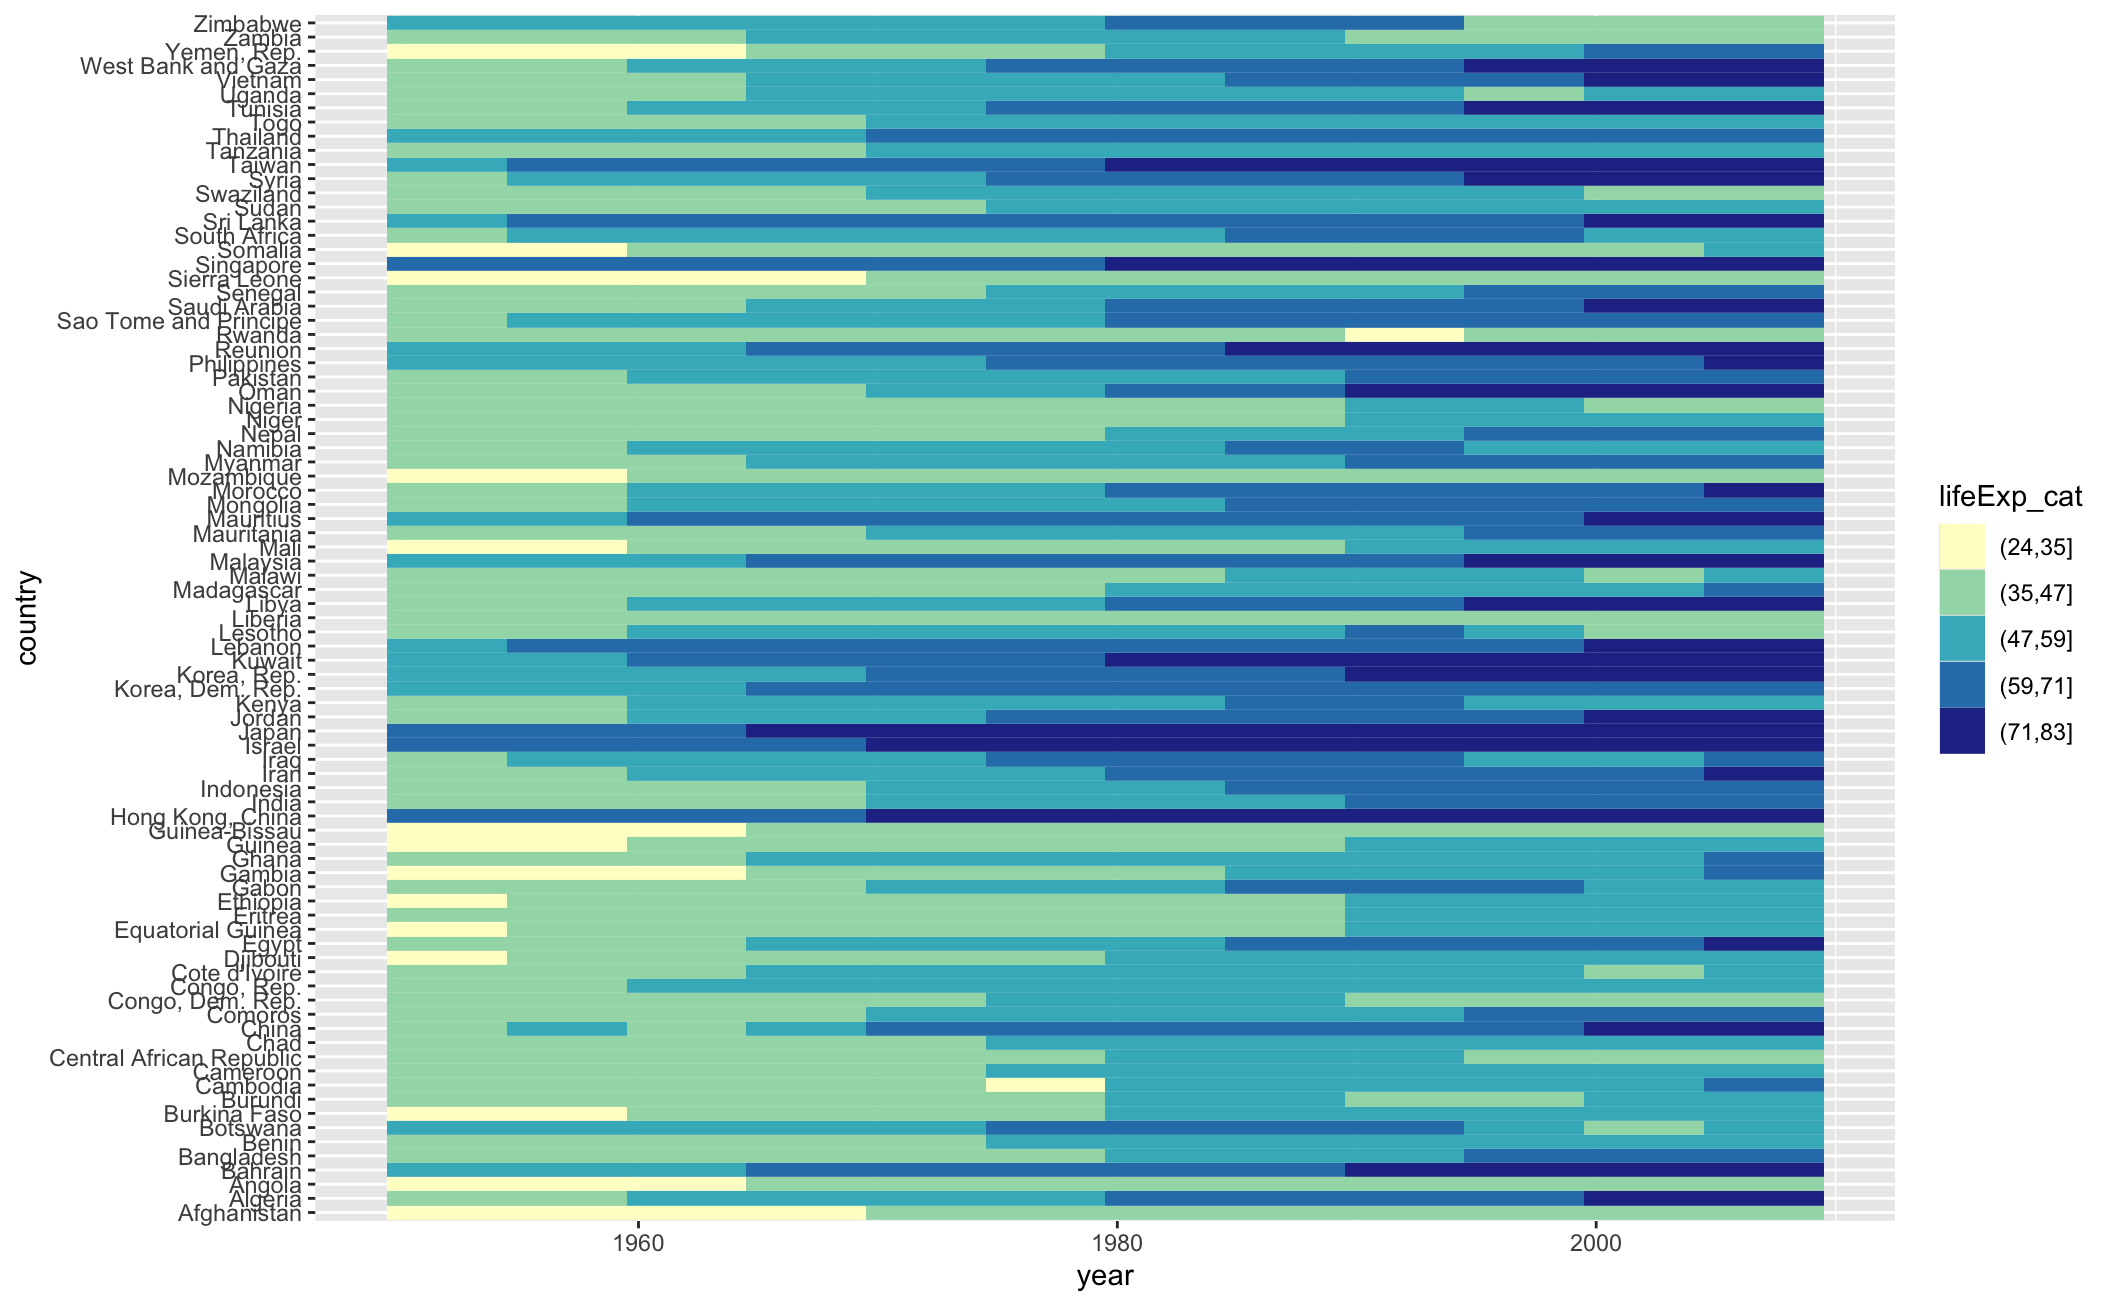 Zimbabwe
Zambia
Yemen, Rep.
West Bank and Gaza
Vietnam
Uganda
Tunisia
Togo
Thailand
Tanzania
Taiwan
Syria
Swaziland
Sudan
Sri Lanka
South Africa
Somalia
Singapore
Sierra Leone
Senegal
Saudi Arabia
Sao Tome and Principe
Rwanda
Reunion
Philippines
Pakistan
Oman
Nigeria
Niger
Nepal
Namibia
Myanmar
Mozambique
Morocco
Mongolia
Mauritius
Mauritania
Mali
Malaysia
Malawi
Madagascar
Libya
Liberia
Lesotho
Lebanon
Kuwait
Korea, Rep.
Korea, Dem. Rep.
Kenya
Jordan
Japan
Israel
Iraq
Iran
Indonesia
India
Hong Kong, China
Guinea-Bissau
Guinea
Ghana
Gambia
Gabon
Ethiopia
Eritrea
Equatorial Guinea
Egypt
Djibouti
Cote d'Ivoire
Congo, Rep.
Congo, Dem. Rep.
Comoros
China
Chad
Central African Republic
Cameroon
Cambodia
Burundi
Burkina Faso
Botswana
Benin
Bangladesh
Bahrain
Angola
Algeria
Afghanistan
country
1960 1980 2000
year
lifeExp_cat
(24,35]
(35,47]
(47,59]
(59,71]
(71,83]